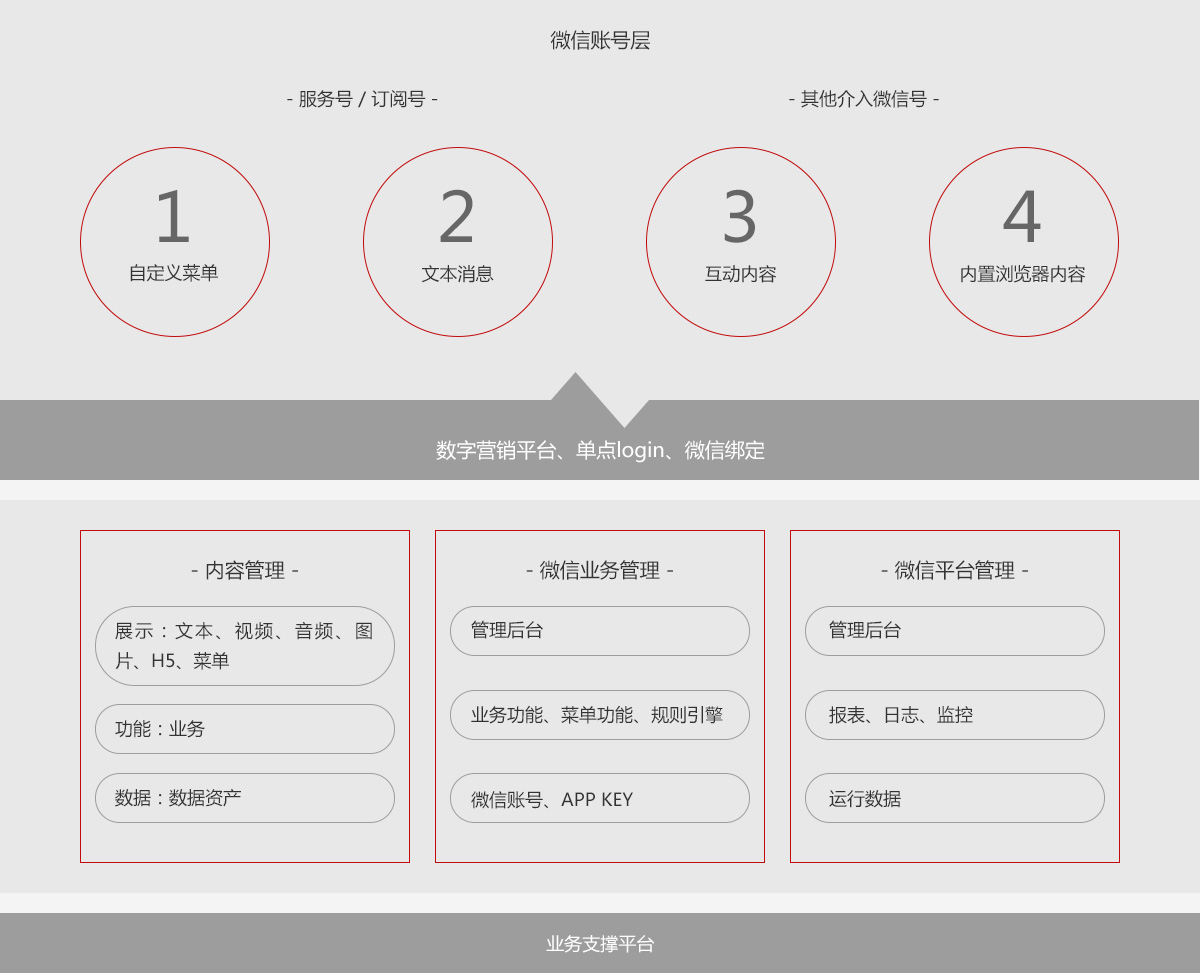 微信账号层
- 服务号 / 订阅号 -
- 其他介入微信号 -
1
自定义菜单
2
文本消息
3
互动内容
4
内置浏览器内容
数字营销平台、单点login、微信绑定
- 内容管理 -
展示：文本、视频、音频、图
片、H5、菜单
功能：业务
数据：数据资产
- 微信业务管理 -
管理后台
业务功能、菜单功能、规则引擎
微信账号、APP KEY
- 微信平台管理 -
管理后台
报表、日志、监控
运行数据
业务支撑平台